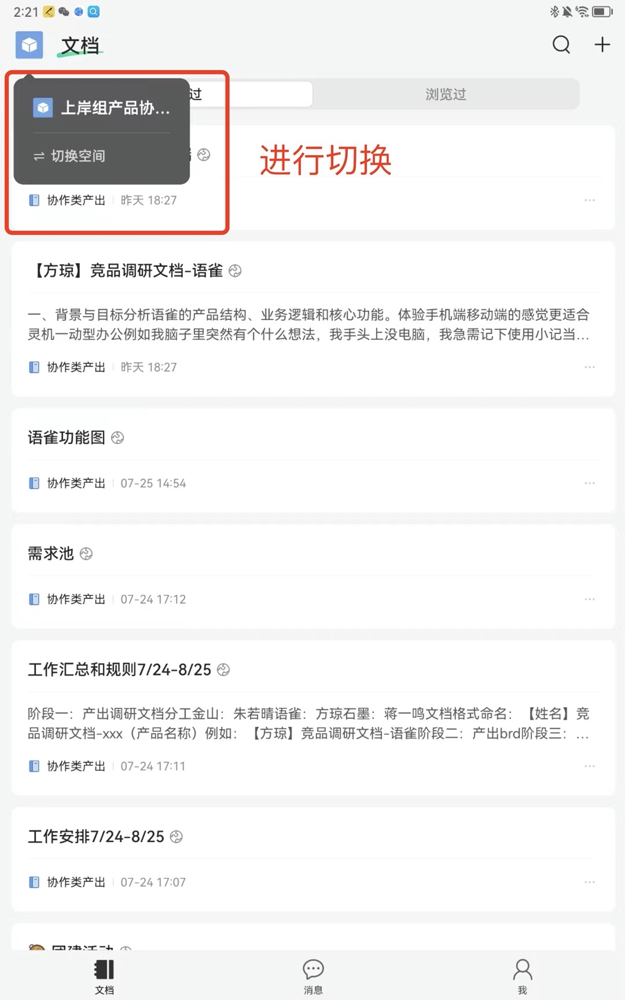 2:21
文档
过
浏览过
上岸组产品协...
切换空间
进行切换
协作类产出 昨天 18:27
【方琼】竞品调研文档-语雀
一、背景与目标分析语雀的产品结构、业务逻辑和核心功能。体验手机端移动端的感觉更适合
灵机一动型办公例如我脑子里突然有个什么想法，我手头上没电脑，我急需记下使用小记当...
协作类产出 昨天 18:27
语雀功能图
协作类产出 07-25 14:54
需求池
协作类产出 07-24 17:12
工作汇总和规则7/24-8/25
阶段一：产出调研文档分工金山：朱若晴语雀：方琼石墨：蒋一鸣文档格式命名：【姓名】竞
品调研文档-xxx（产品名称）例如：【方琼】竞品调研文档-语雀阶段二：产出brd阶段三：...
协作类产出 07-24 17:11
工作安排7/24-8/25
协作类产出 07-24 17:07
团建活动
文档
消息
我